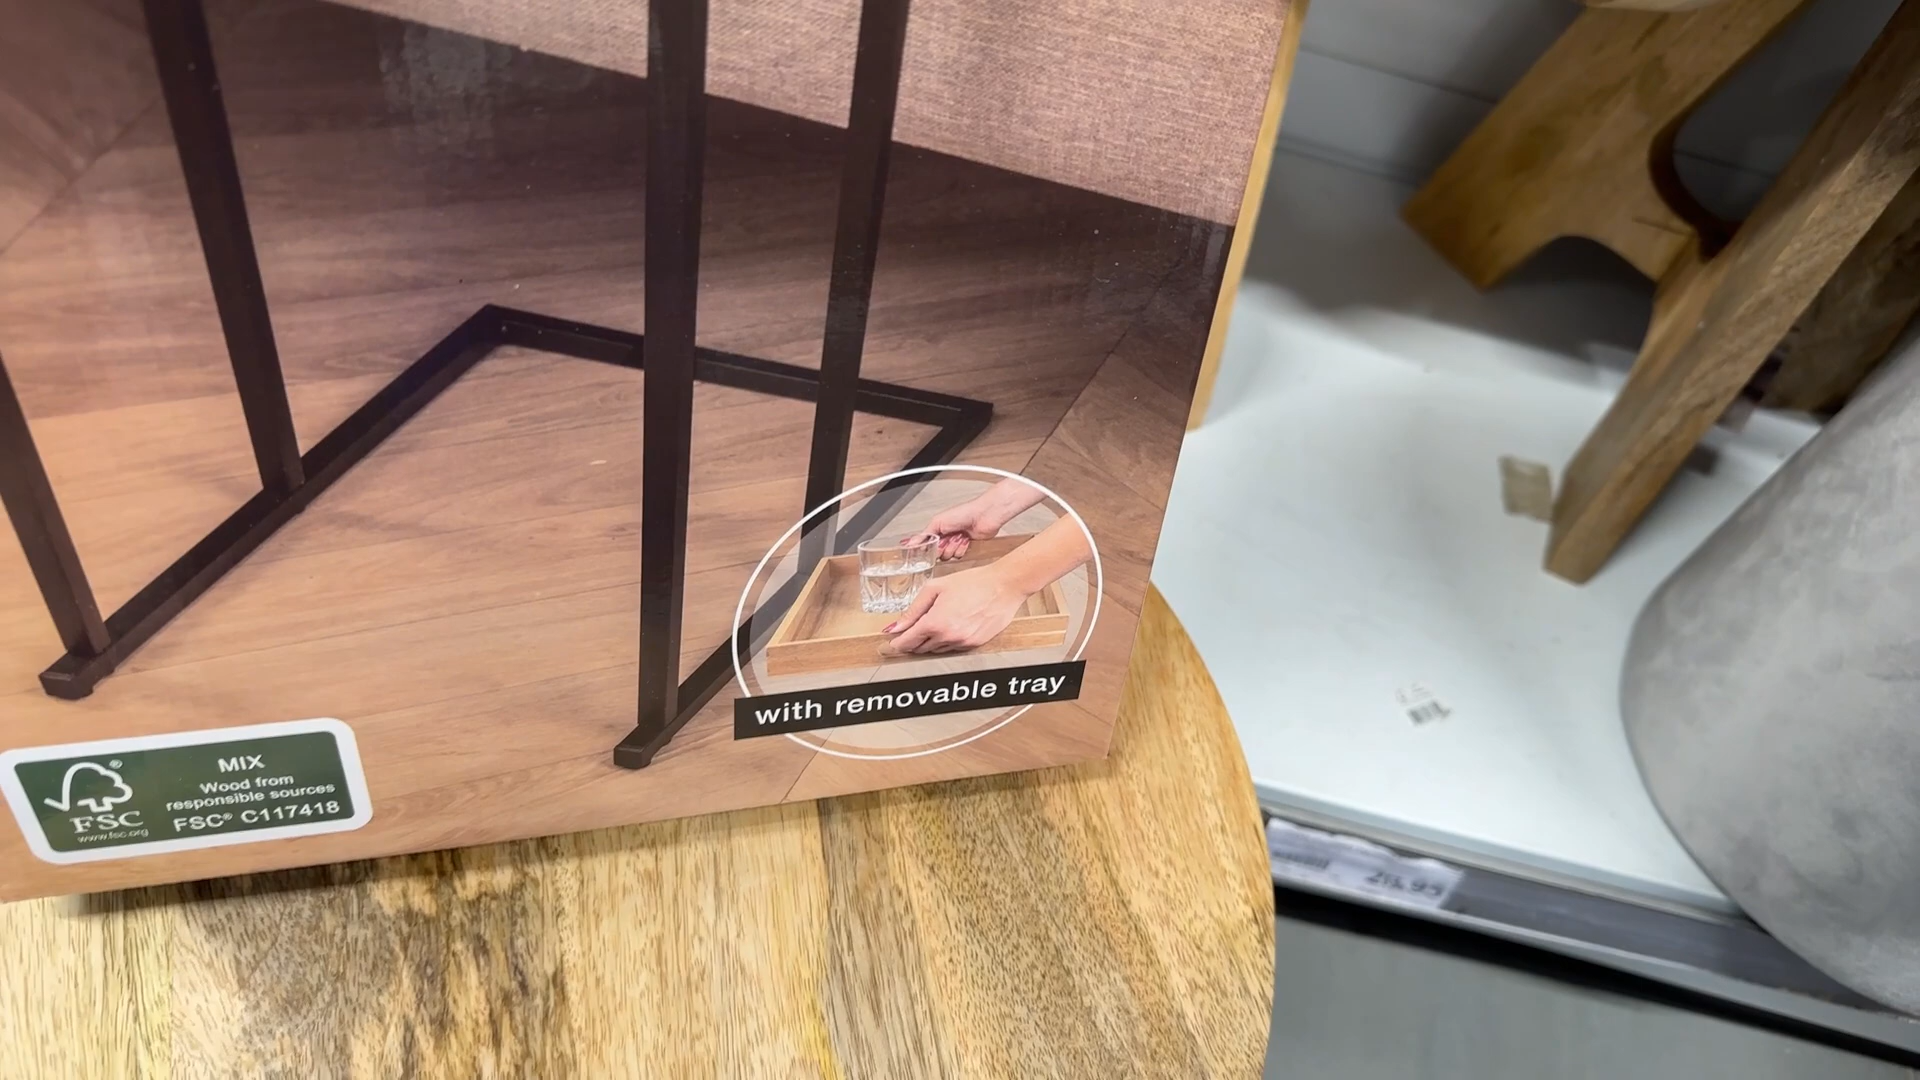 with removable tray
MIX
Wood from
responsible sources
FSC® C117418
FSC
www.fsc.org